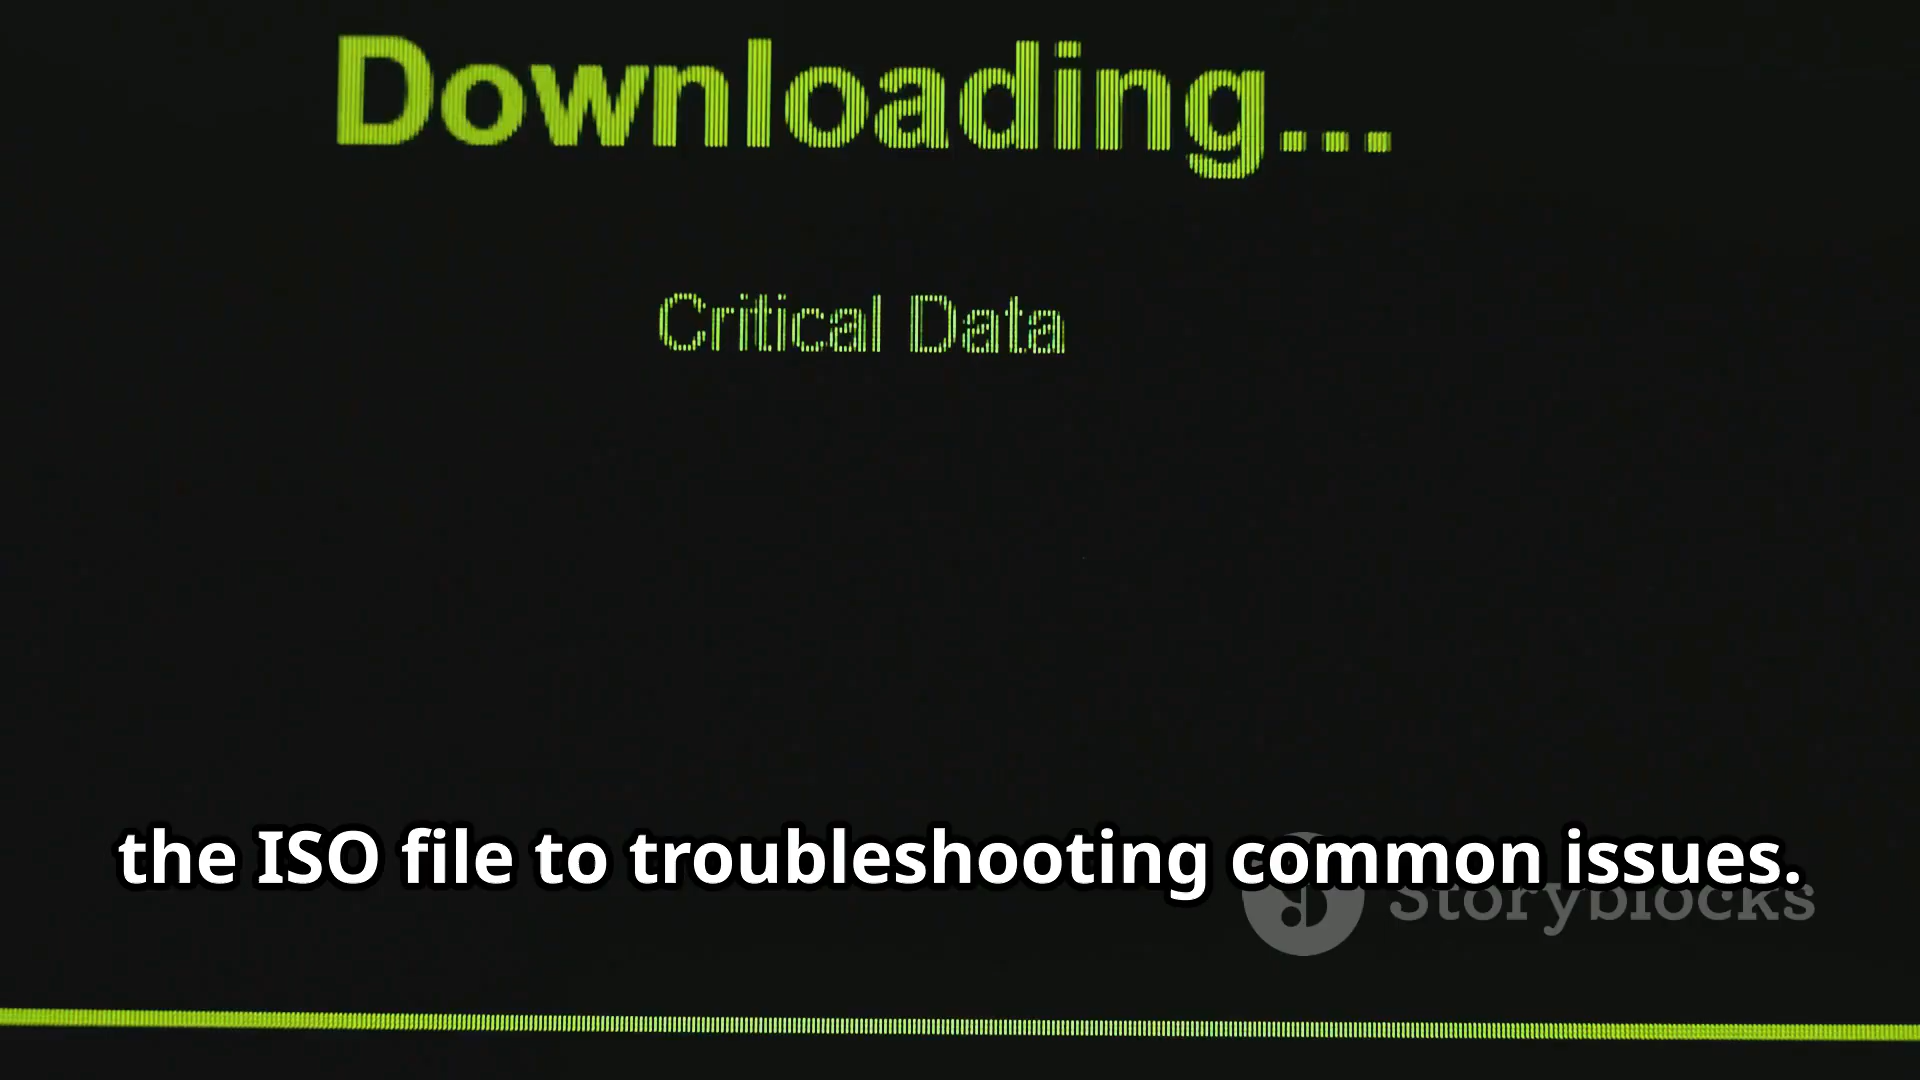 Downloading...
Critical Data
the ISO file to troubleshooting common issues.
Storyblocks